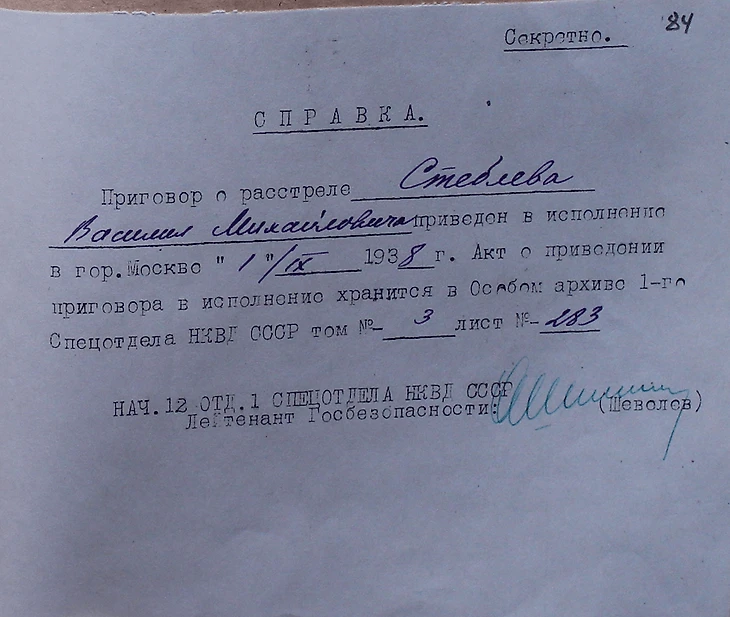 84
Секретно.
СПРАВКА.
Приговор о расстреле Стеблева
Василия Михайловича приведен в исполнение
в гор. Москве " 1 " IX 1938 г. Акт о приведении
приговора в исполнение хранится в Особом архиве 1-го
Спецотдела НКВД СССР том №- 3 лист №- 283
НАЧ. 12 ОТД. 1 СПЕЦОТДЕЛА НКВД СССР
Лейтенант Госбезопасности:
(Шевелев)